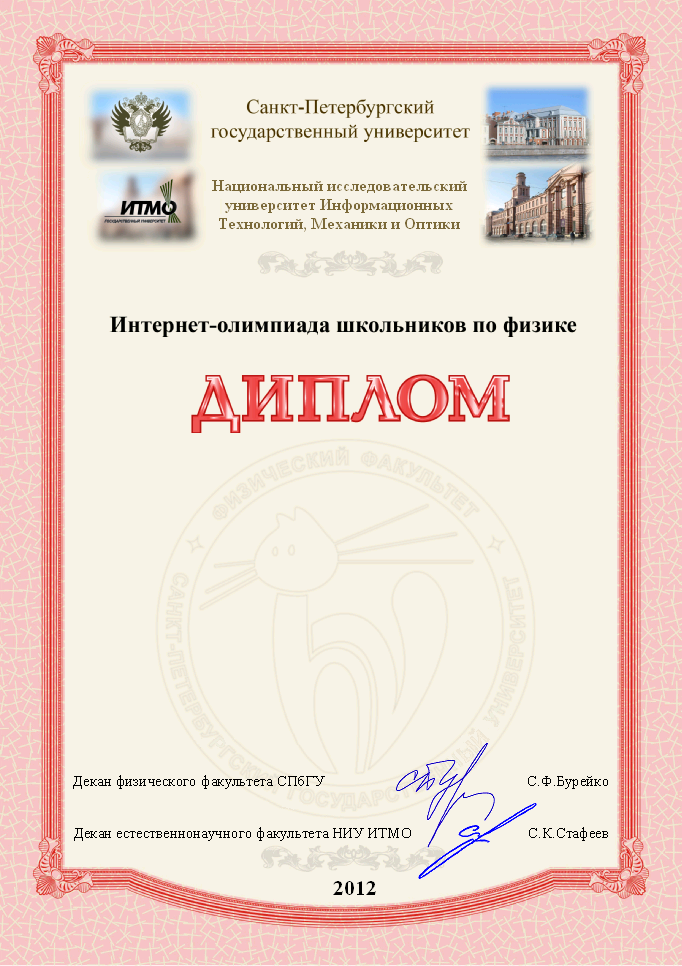 Санкт-Петербургский
государственный университет
ИТМО
ГОСУДАРСТВЕННЫЙ УНИВЕРСИТЕТ
Национальный исследовательский
университет Информационных
Технологий, Механики и Оптики
Интернет-олимпиада школьников по физике
ДИПЛОМ
ФИЗИЧЕСКИЙ ФАКУЛЬТЕТ
САНКТ-ПЕТЕРБУРГСКИЙ ГОСУДАРСТВЕННЫЙ УНИВЕРСИТЕТ
Декан физического факультета СПбГУ
С.Ф.Бурейко
Декан естественнонаучного факультета НИУ ИТМО
С.К.Стафеев
2012